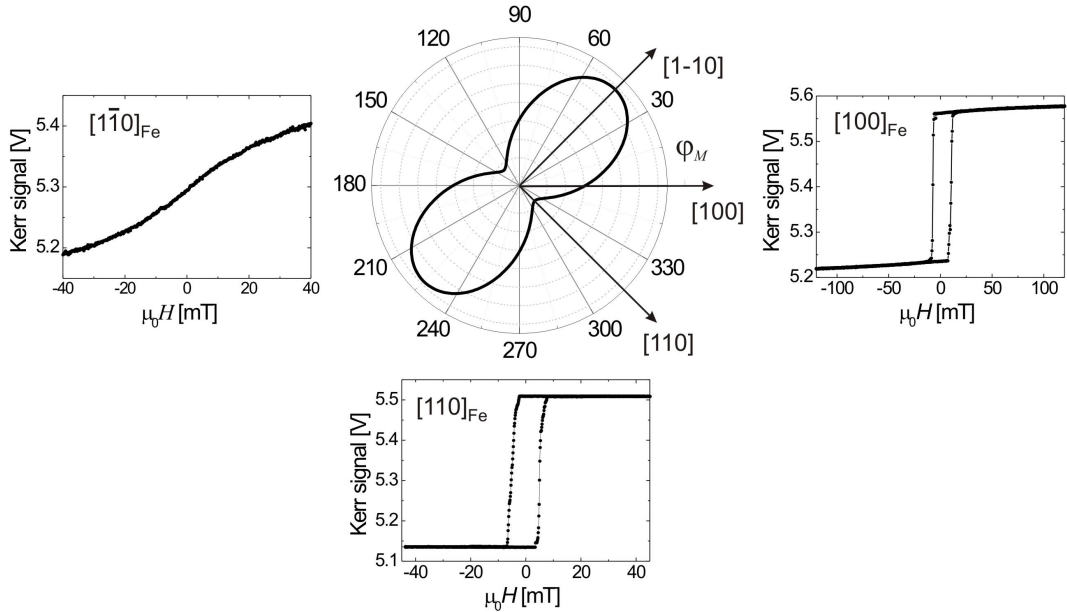 90
120
60
[1-10]
150
30
φM
180
[100]
210
330
240
300
270
[110]
[11̅0]Fe
Kerr signal [V]
5.4
5.3
5.2
-40 -20 0 20 40
μ0H [mT]
[100]Fe
Kerr signal [V]
5.6
5.5
5.4
5.3
5.2
-100 -50 0 50 100
μ0H [mT]
[110]Fe
Kerr signal [V]
5.5
5.4
5.3
5.2
5.1
-40 -20 0 20 40
μ0H [mT]